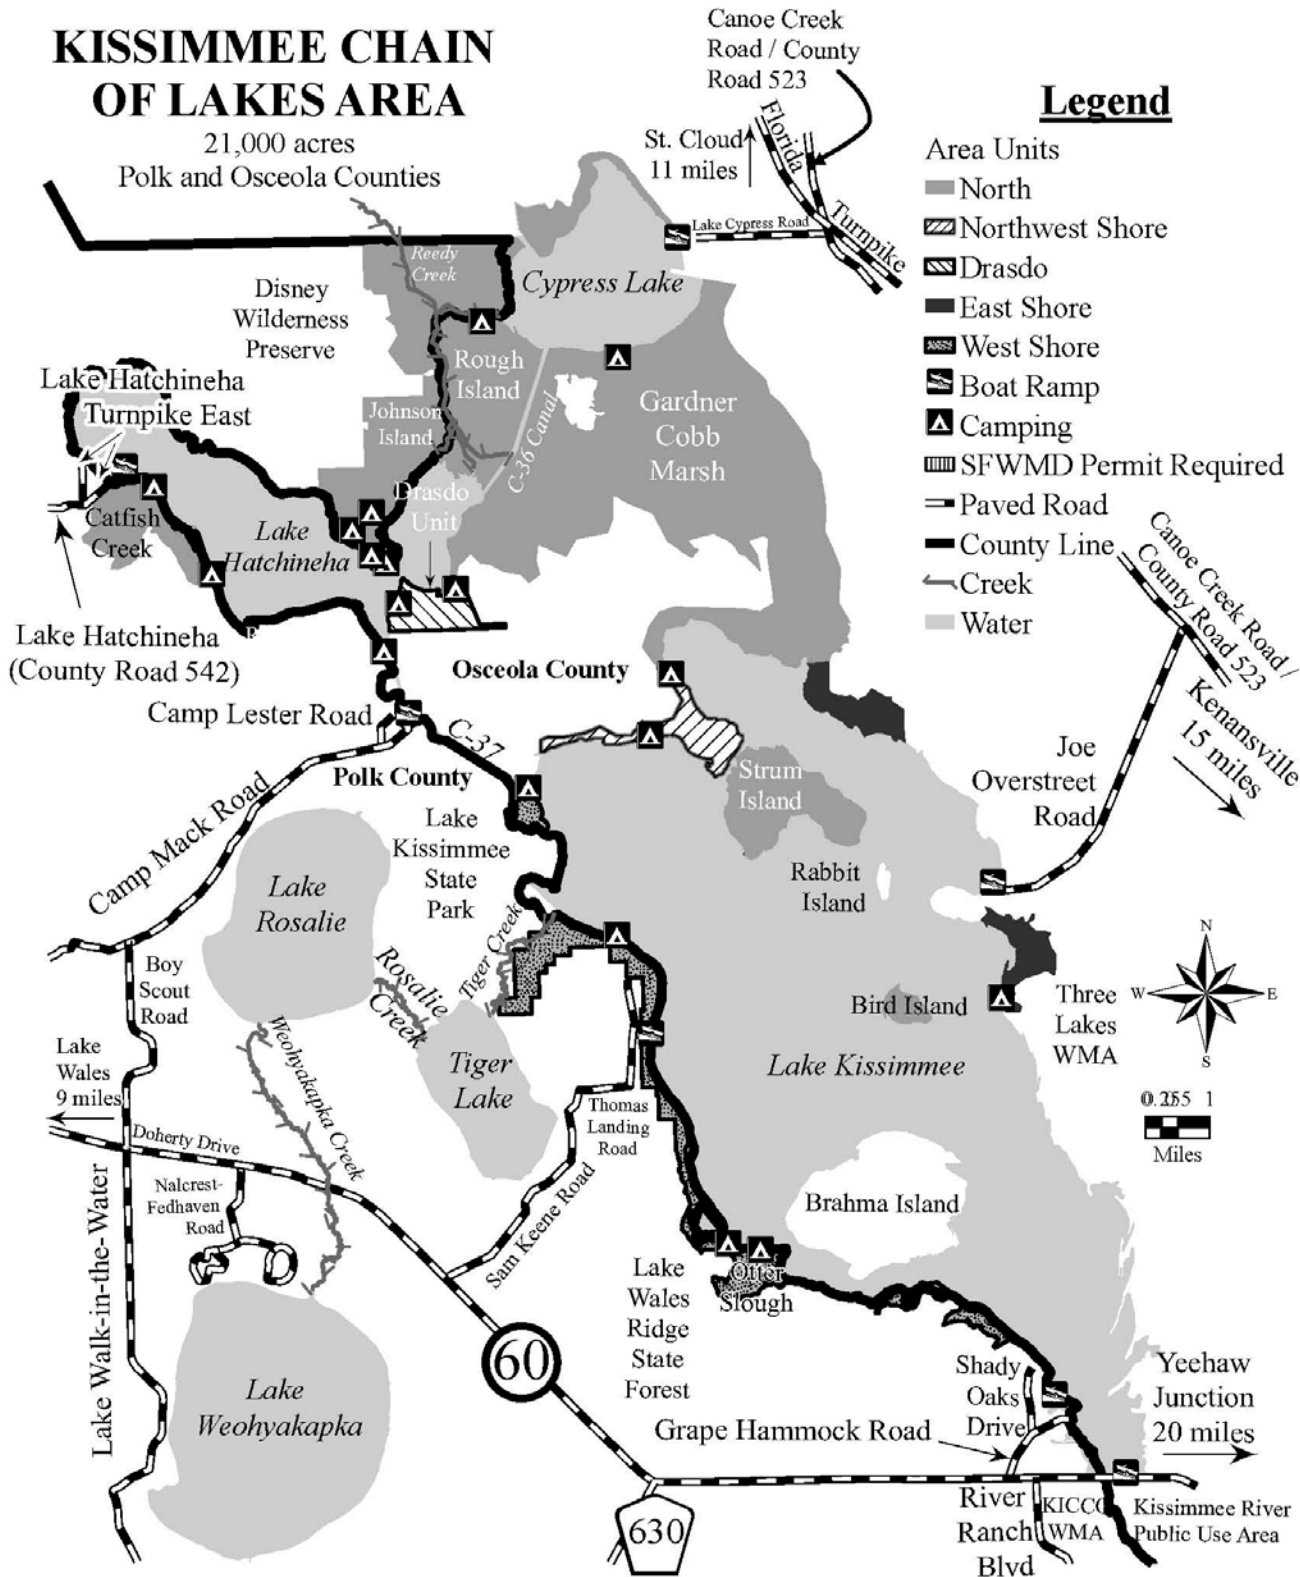 KISSIMMEE CHAIN
OF LAKES AREA
21,000 acres
Polk and Osceola Counties
Canoe Creek
Road / County
Road 523
St. Cloud
11 miles
Florida
Turnpike
Lake Cypress Road
Legend
Area Units
North
Northwest Shore
Drasdo
East Shore
West Shore
Boat Ramp
Camping
SFWMD Permit Required
Paved Road
County Line
Creek
Water
Reedy
Creek
Cypress Lake
Disney
Wilderness
Preserve
Rough
Island
Lake Hatchineha
Turnpike East
Johnson
Island
C-36 Canal
Gardner
Cobb
Marsh
Drasdo
Unit
Catfish
Creek
Lake
Hatchineha
Lake Hatchineha
(County Road 542)
Canoe Creek Road /
County Road 523
Kenansville
15 miles
Osceola County
Camp Lester Road
C-37
Polk County
Strum
Island
Joe
Overstreet
Road
Camp Mack Road
Lake
Kissimmee
State
Park
Lake
Rosalie
Rabbit
Island
Tiger Creek
Rosalie
Creek
Boy
Scout
Road
Bird Island
Three
Lakes
WMA
N
W
E
S
Lake
Wales
9 miles
Weohyakapka Creek
Tiger
Lake
Lake Kissimmee
Thomas
Landing
Road
1
Miles
Doherty Drive
Nalcrest-
Fedhaven
Road
Sam Keene Road
Brahma Island
Lake Walk-in-the-Water
Otter
Slough
Lake
Wales
Ridge
State
Forest
60
Lake
Weohyakapka
Shady
Oaks
Drive
Yeehaw
Junction
20 miles
Grape Hammock Road
630
River
Ranch
Blvd
KICCO
WMA
Kissimmee River
Public Use Area